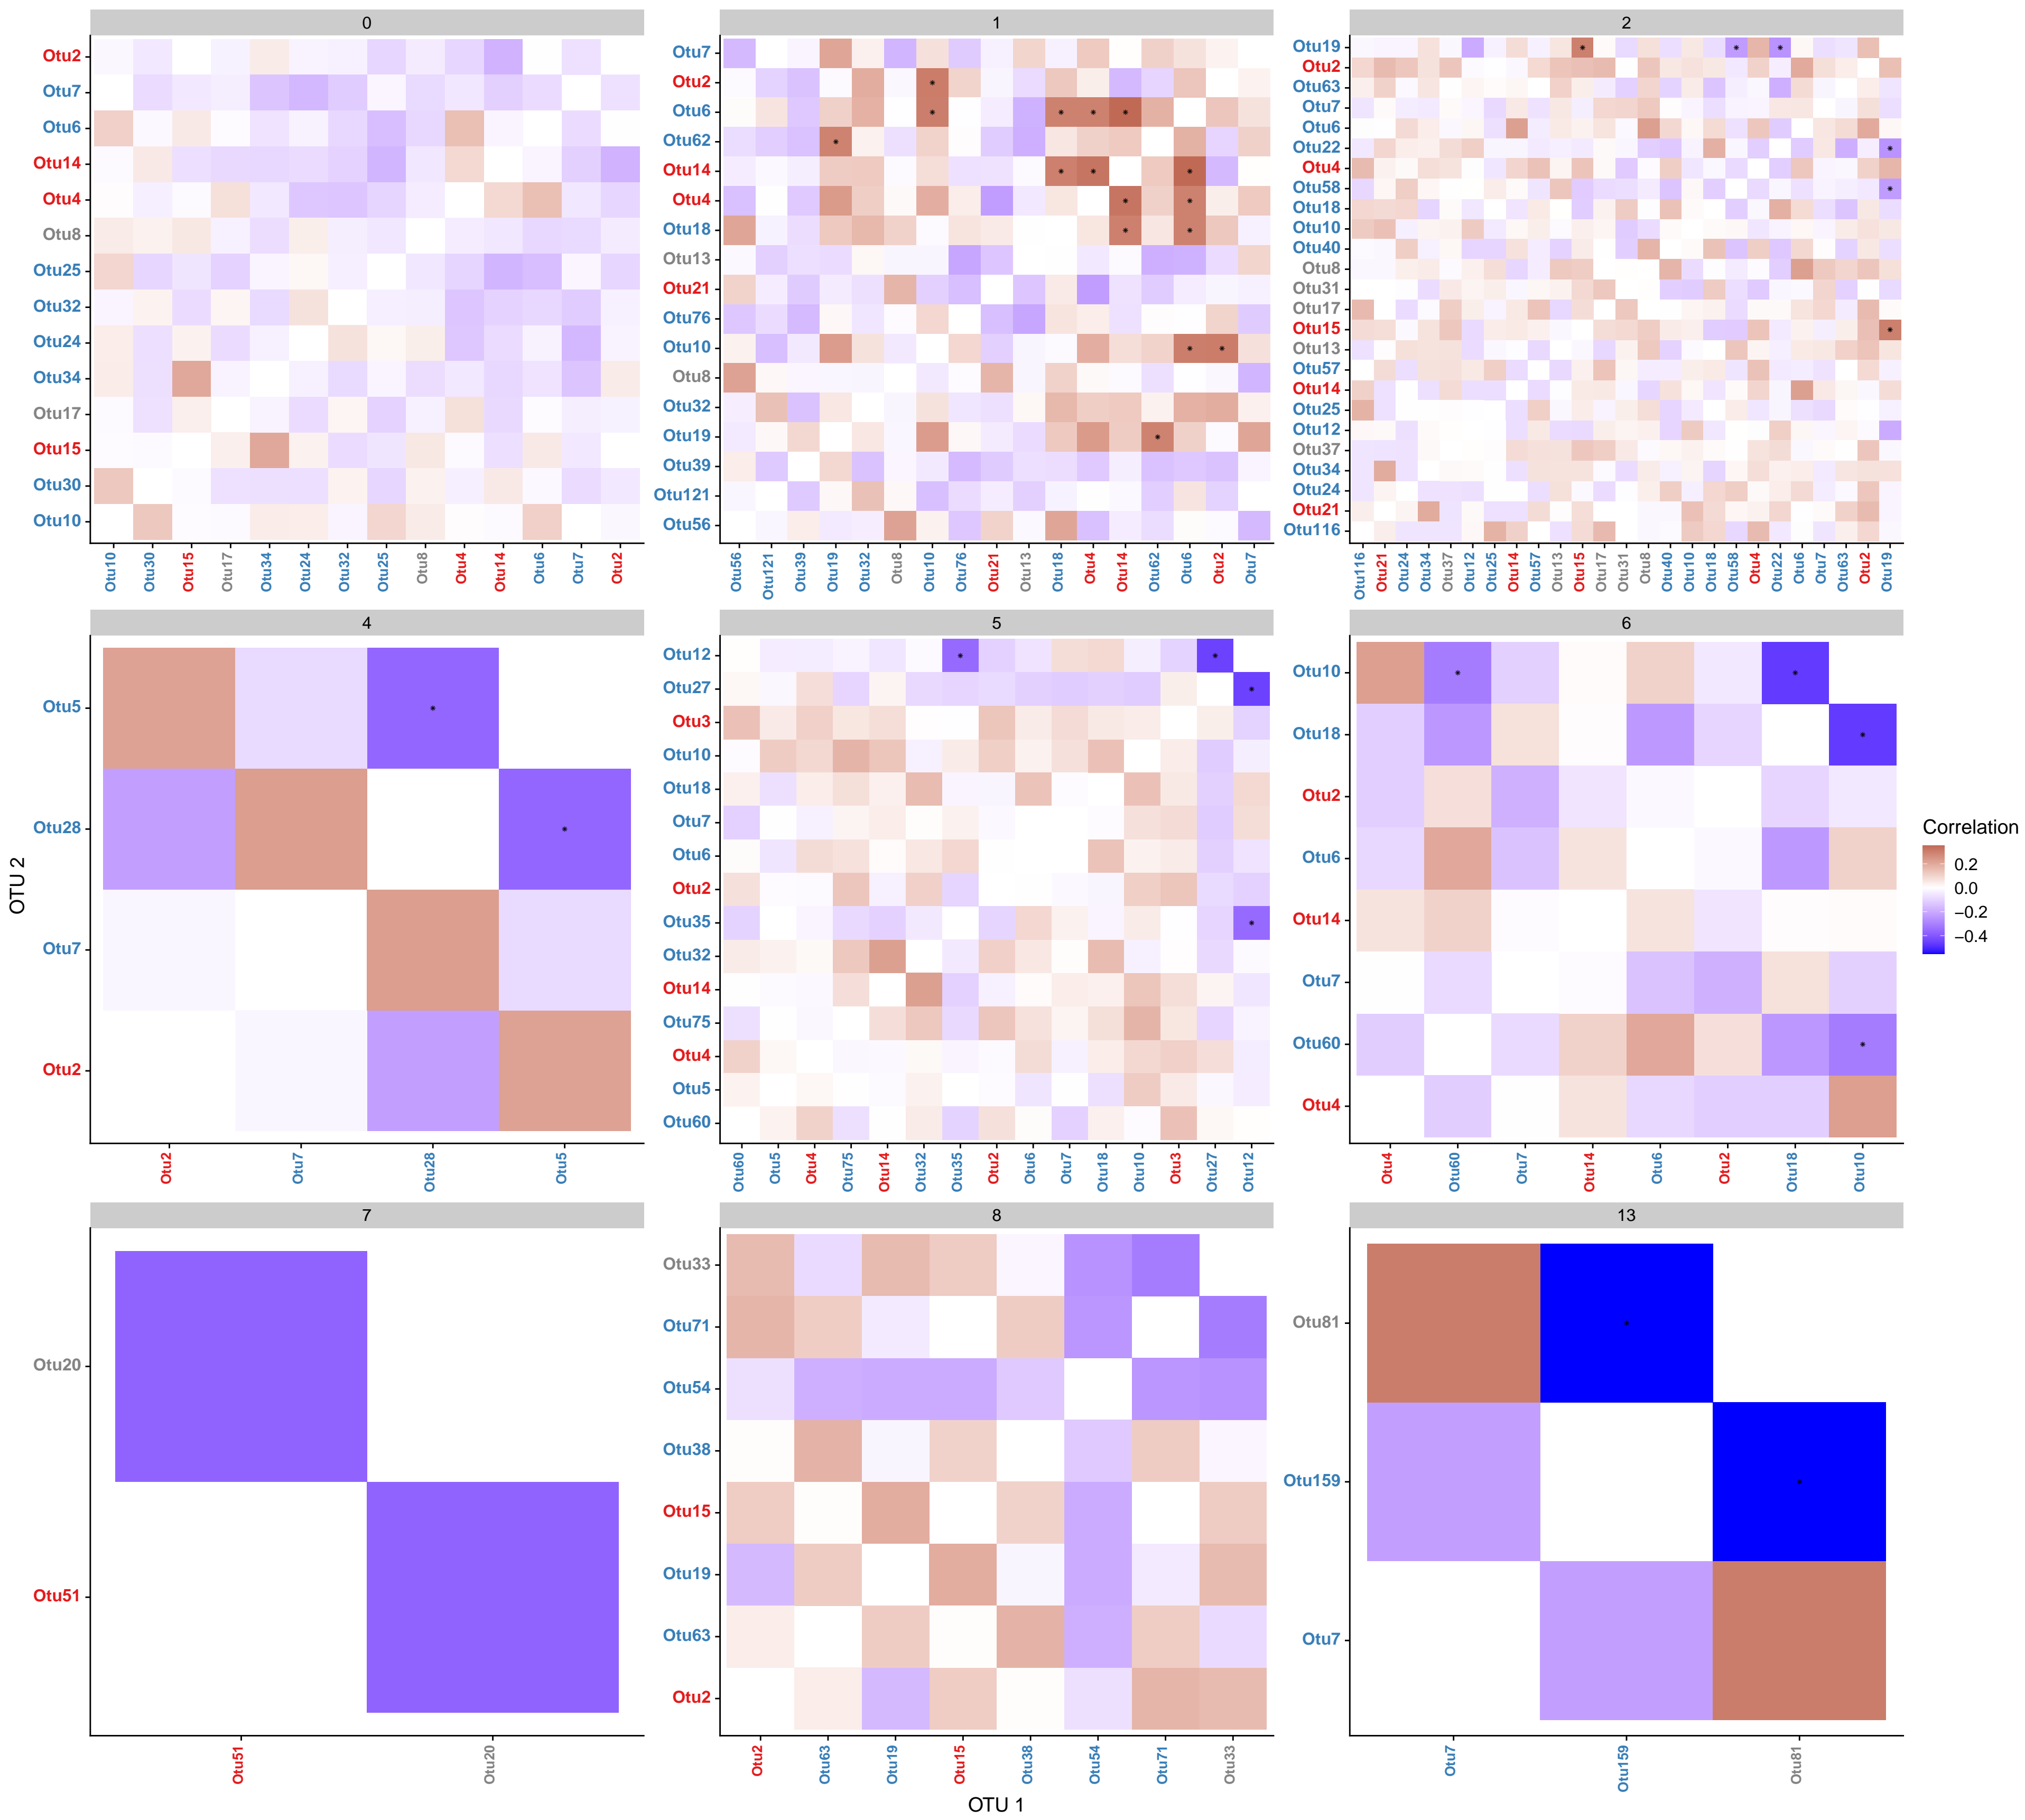 0
Otu2
Otu7
Otu6
Otu14
Otu4
Otu8
Otu25
Otu32
Otu24
Otu34
Otu17
Otu15
Otu30
Otu10
Otu10 Otu30 Otu15 Otu17 Otu34 Otu24 Otu32 Otu25 Otu8 Otu4 Otu14 Otu6 Otu7 Otu2
1
Otu7
Otu2
Otu6
Otu62
Otu14
Otu4
Otu18
Otu13
Otu21
Otu76
Otu10
Otu8
Otu32
Otu19
Otu39
Otu121
Otu56
Otu56 Otu121 Otu39 Otu19 Otu32 Otu8 Otu10 Otu76 Otu21 Otu13 Otu18 Otu4 Otu14 Otu62 Otu6 Otu2 Otu7
2
Otu19
Otu2
Otu63
Otu7
Otu6
Otu22
Otu4
Otu58
Otu18
Otu10
Otu40
Otu8
Otu31
Otu17
Otu15
Otu13
Otu57
Otu14
Otu25
Otu12
Otu37
Otu34
Otu24
Otu21
Otu116
Otu116 Otu21 Otu24 Otu34 Otu37 Otu12 Otu25 Otu14 Otu57 Otu13 Otu15 Otu17 Otu31 Otu8 Otu40 Otu10 Otu18 Otu58 Otu4 Otu22 Otu6 Otu7 Otu63 Otu2 Otu19
4
Otu5
Otu28
Otu7
Otu2
Otu2 Otu7 Otu28 Otu5
5
Otu12
Otu27
Otu3
Otu10
Otu18
Otu7
Otu6
Otu2
Otu35
Otu32
Otu14
Otu75
Otu4
Otu5
Otu60
Otu60 Otu5 Otu4 Otu75 Otu14 Otu32 Otu35 Otu2 Otu6 Otu7 Otu18 Otu10 Otu3 Otu27 Otu12
6
Otu10
Otu18
Otu2
Otu6
Otu14
Otu7
Otu60
Otu4
Otu4 Otu60 Otu7 Otu14 Otu6 Otu2 Otu18 Otu10
7
Otu20
Otu51
Otu51 Otu20
8
Otu33
Otu71
Otu54
Otu38
Otu15
Otu19
Otu63
Otu2
Otu2 Otu63 Otu19 Otu15 Otu38 Otu54 Otu71 Otu33
13
Otu81
Otu159
Otu7
Otu7 Otu159 Otu81
OTU 2
OTU 1
Correlation
0.2
0.0
−0.2
−0.4